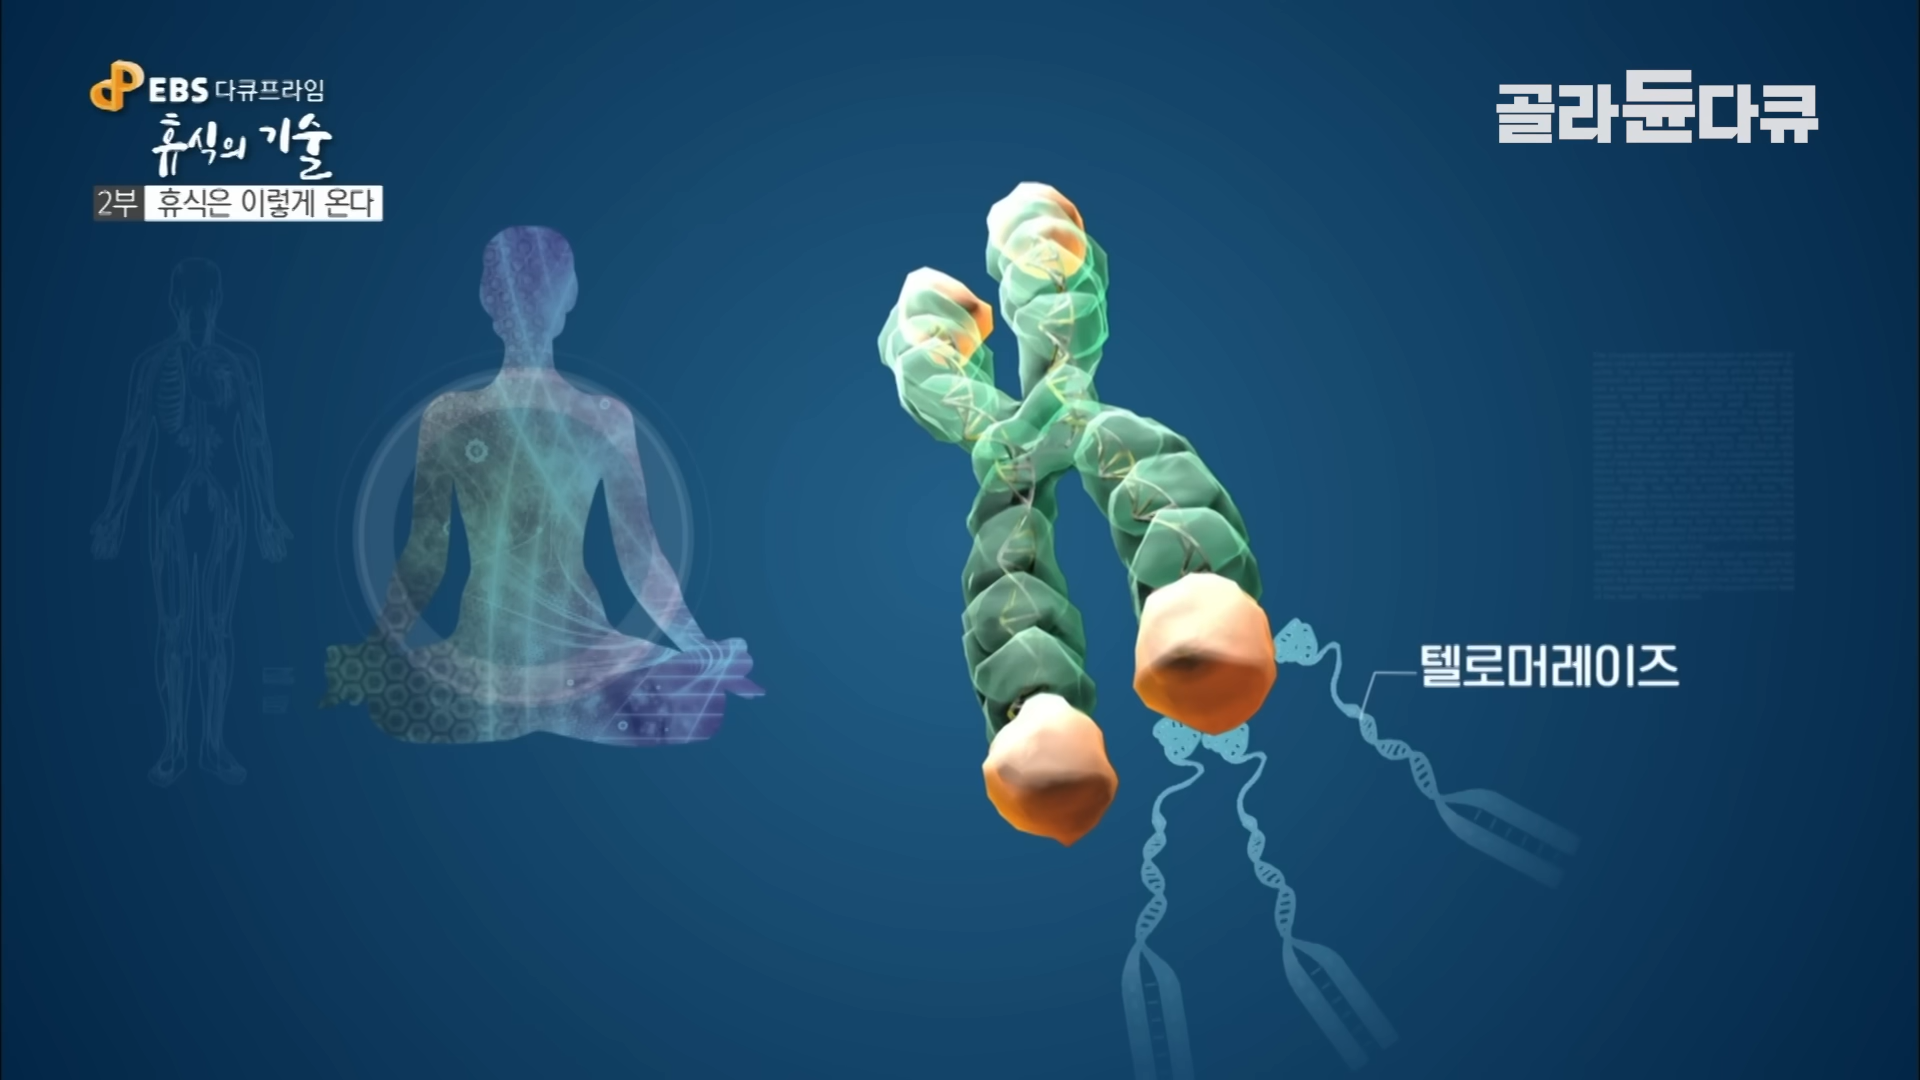 EBS 다큐프라임
휴식의 기술
2부 휴식은 이렇게 온다
골라듄다큐
텔로머레이즈